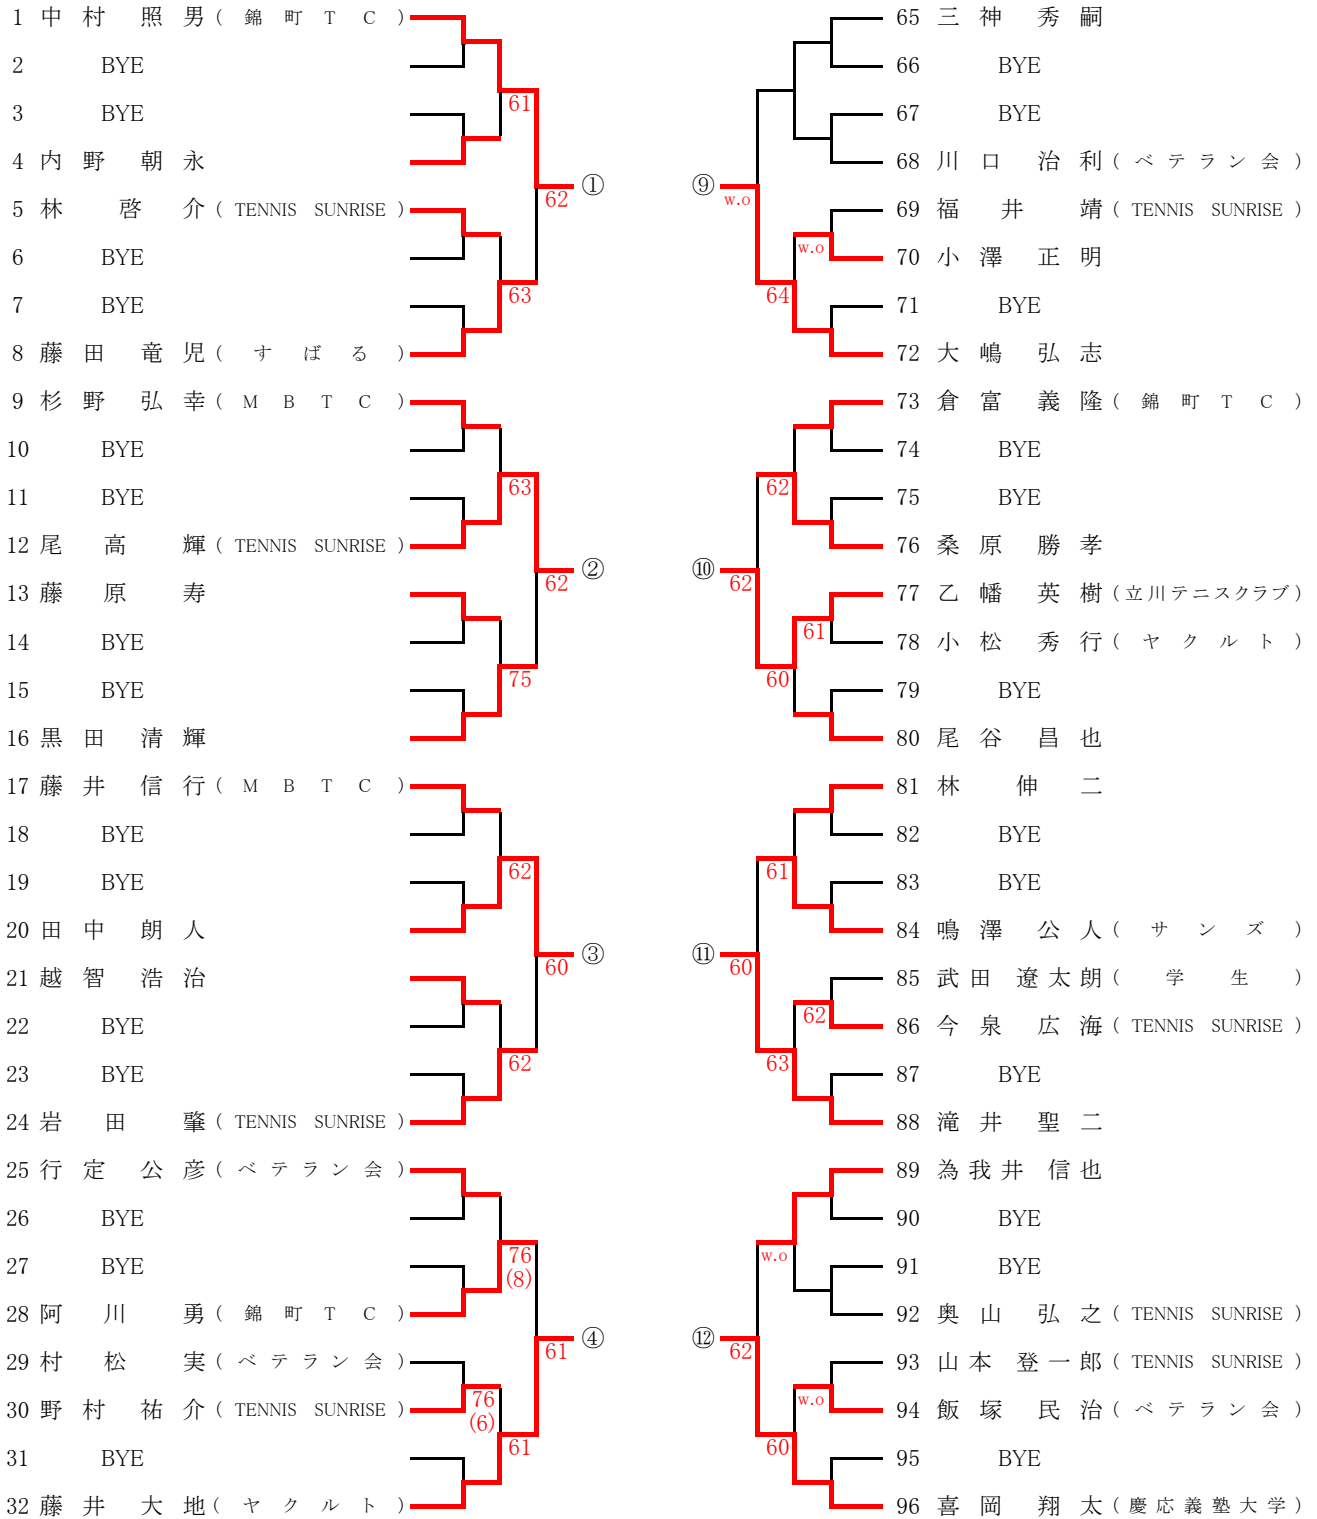 1 中村 照男 ( 錦町TC )
2 BYE
3 BYE
61
4 内野 朝永
①
62
5 林 啓介 ( TENNIS SUNRISE )
6 BYE
7 BYE
63
8 藤田 竜児 ( すばる )
9 杉野 弘幸 ( MBTC )
10 BYE
11 BYE
63
12 尾高 輝 ( TENNIS SUNRISE )
②
62
13 藤原 寿
14 BYE
15 BYE
75
16 黒田 清輝
17 藤井 信行 ( MBTC )
18 BYE
19 BYE
62
20 田中 朗人
③
60
21 越智 浩治
22 BYE
23 BYE
62
24 岩田 肇 ( TENNIS SUNRISE )
25 行定 公彦 ( ベテラン会 )
26 BYE
27 BYE
76
(8)
28 阿川 勇 ( 錦町TC )
④
61
29 村松 実 ( ベテラン会 )
76
(6)
30 野村 祐介 ( TENNIS SUNRISE )
31 BYE
61
32 藤井 大地 ( ヤクルト )
65 三神 秀嗣
66 BYE
67 BYE
68 川口 治利 ( ベテラン会 )
⑨
w.o
69 福井 靖 ( TENNIS SUNRISE )
w.o
70 小澤 正明
71 BYE
64
72 大嶋 弘志
73 倉富 義隆 ( 錦町TC )
74 BYE
75 BYE
62
76 桑原 勝孝
⑩
62
77 乙幡 英樹 ( 立川テニスクラブ )
61
78 小松 秀行 ( ヤクルト )
79 BYE
60
80 尾谷 昌也
81 林 伸二
82 BYE
83 BYE
61
84 鳴澤 公人 ( サンズ )
⑪
60
85 武田 遼太朗 ( 学生 )
62
86 今泉 広海 ( TENNIS SUNRISE )
87 BYE
63
88 滝井 聖二
89 為我井 信也
90 BYE
91 BYE
w.o
92 奥山 弘之 ( TENNIS SUNRISE )
⑫
62
93 山本 登一郎 ( TENNIS SUNRISE )
w.o
94 飯塚 民治 ( ベテラン会 )
95 BYE
60
96 喜岡 翔太 ( 慶応義塾大学 )